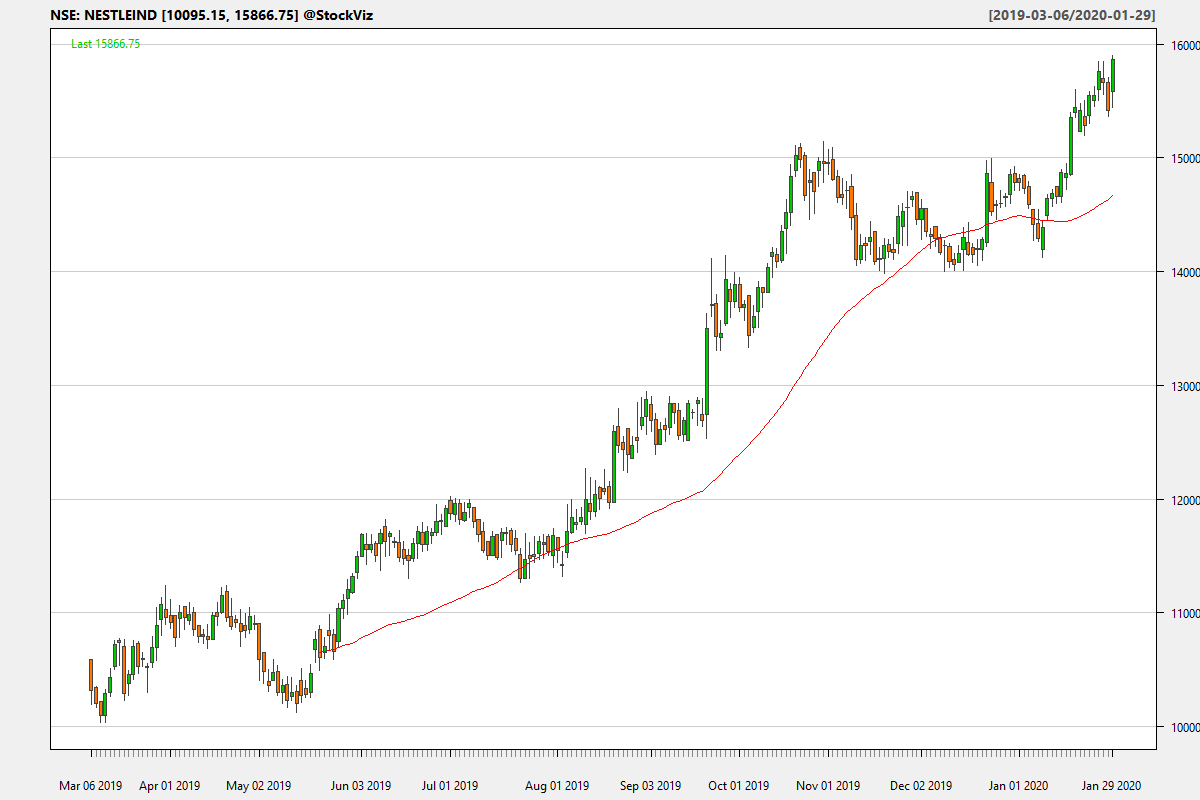 NSE: NESTLEIND [10095.15, 15866.75] @StockViz [2019-03-06/2020-01-29]
Last 15866.75
16000
15000
14000
13000
12000
11000
10000
Mar 06 2019 Apr 01 2019 May 02 2019 Jun 03 2019 Jul 01 2019 Aug 01 2019 Sep 03 2019 Oct 01 2019 Nov 01 2019 Dec 02 2019 Jan 01 2020 Jan 29 2020